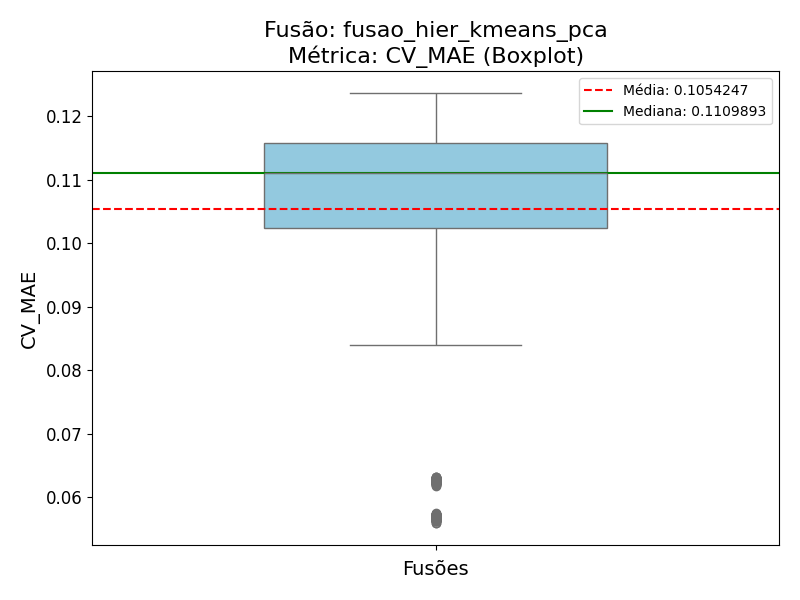 Fusão: fusao_hier_kmeans_pca
Métrica: CV_MAE (Boxplot)
Média: 0.1054247
Mediana: 0.1109893
CV_MAE
0.12
0.11
0.10
0.09
0.08
0.07
0.06
Fusões